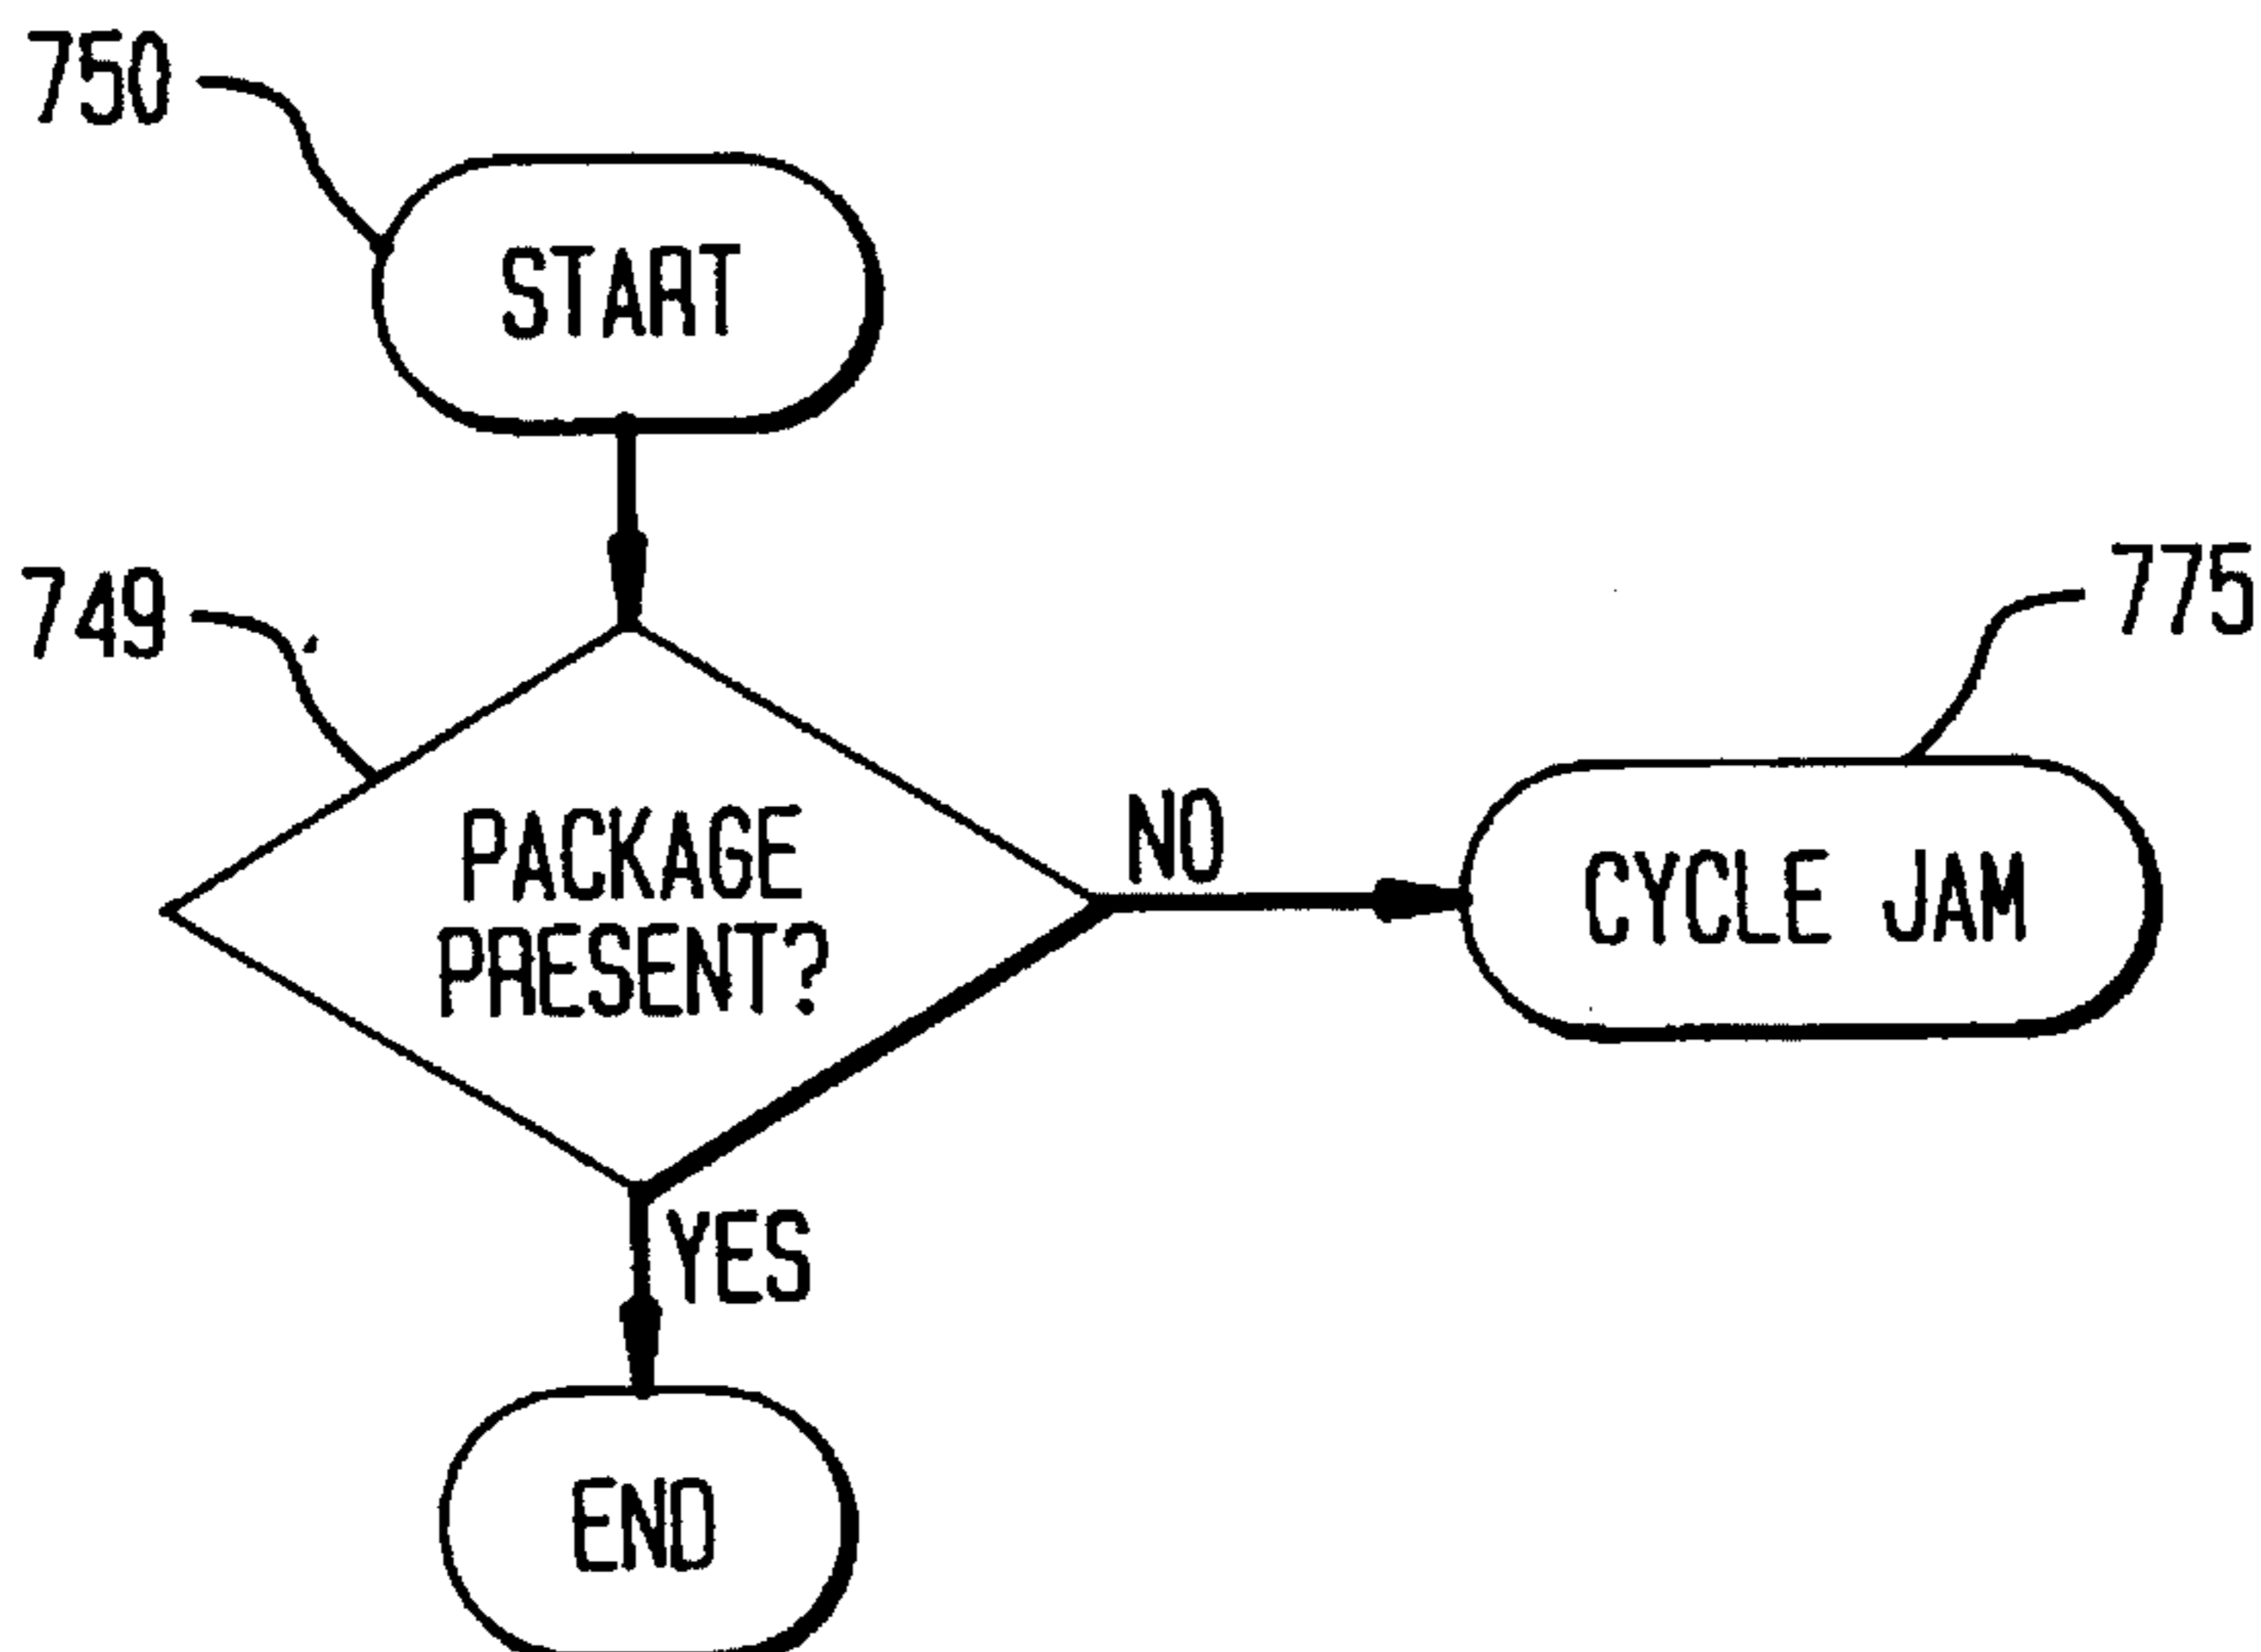 750
START
749
775
PACKAGE
PRESENT?
NO
CYCLE JAM
YES
END